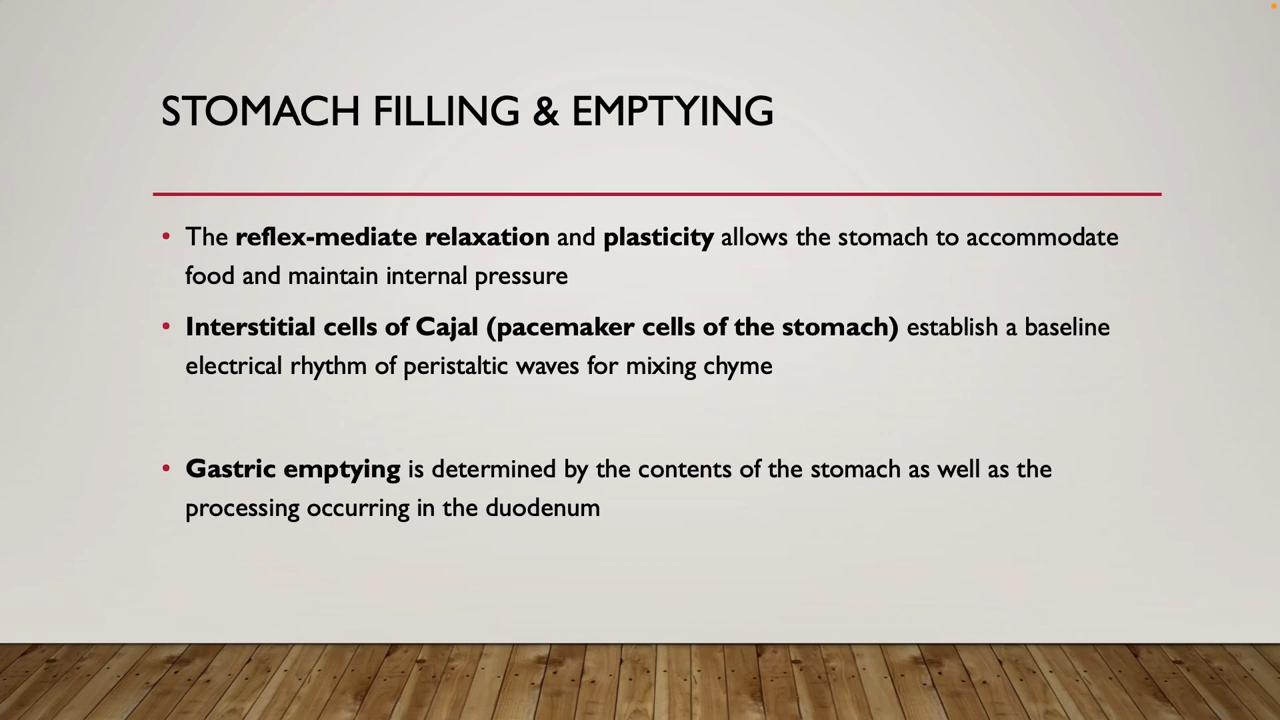 STOMACH FILLING & EMPTYING
• The reflex-mediate relaxation and plasticity allows the stomach to accommodate
food and maintain internal pressure
• Interstitial cells of Cajal (pacemaker cells of the stomach) establish a baseline
electrical rhythm of peristaltic waves for mixing chyme
• Gastric emptying is determined by the contents of the stomach as well as the
processing occurring in the duodenum